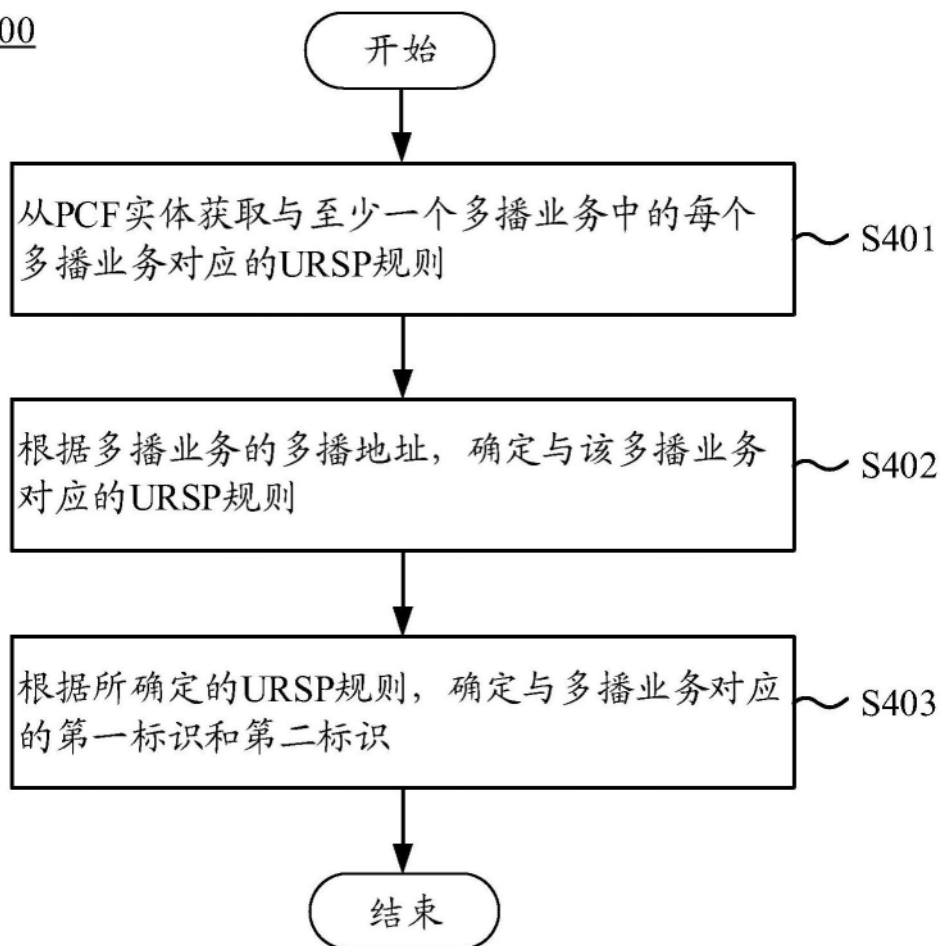 00
开始
从PCF实体获取与至少一个多播业务中的每个
多播业务对应的URSP规则
S401
根据多播业务的多播地址，确定与该多播业务
对应的URSP规则
S402
根据所确定的URSP规则，确定与多播业务对应
的第一标识和第二标识
S403
结束